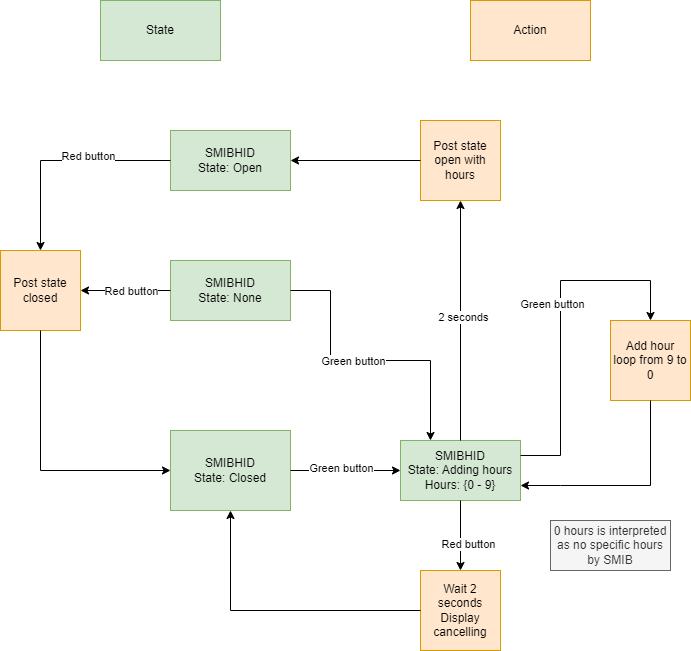 State
Action
Post state
open with
hours
SMIBHID
State: Open
Red button
Post state
closed
SMIBHID
State: None
Red button
Green button
2 seconds
Green button
Add hour
loop from 9 to
0
SMIBHID
State: Closed
Green button
SMIBHID
State: Adding hours
Hours: {0 - 9}
Red button
0 hours is interpreted
as no specific hours
by SMIB
Wait 2
seconds
Display
cancelling